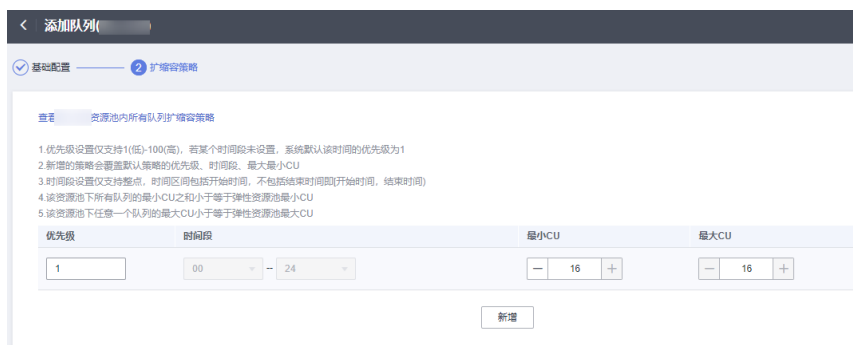 添加队列(
基础配置
2 扩缩容策略
查看 资源池内所有队列扩缩容策略
1.优先级设置仅支持1(低)-100(高)，若某个时间段未设置，系统默认该时间的优先级为1
2.新增的策略会覆盖默认策略的优先级、时间段、最大最小CU
3.时间段设置仅支持整点，时间区间包括开始时间，不包括结束时间即[开始时间，结束时间)
4.该资源池下所有队列的最小CU之和小于等于弹性资源池最小CU
5.该资源池下任意一个队列的最大CU小于等于弹性资源池最大CU
优先级 时间段 最小CU 最大CU
1 00 -- 24 — 16 + — 16 +
新增